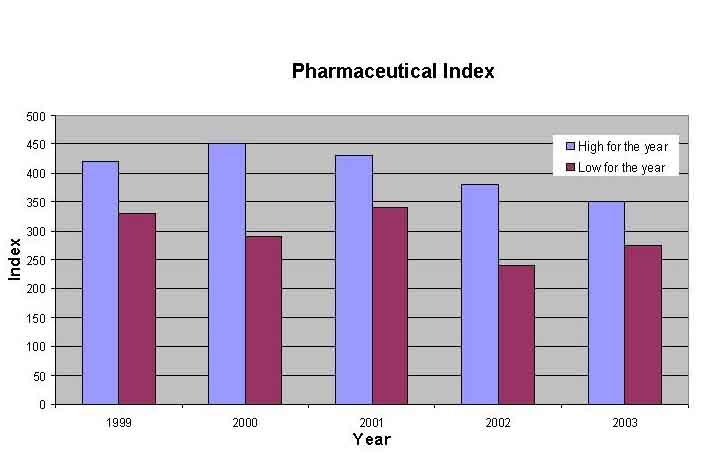 Pharmaceutical Index
500
450
400
350
300
250
200
150
100
50
0
Index
High for the year
Low for the year
1999 2000 2001 2002 2003
Year